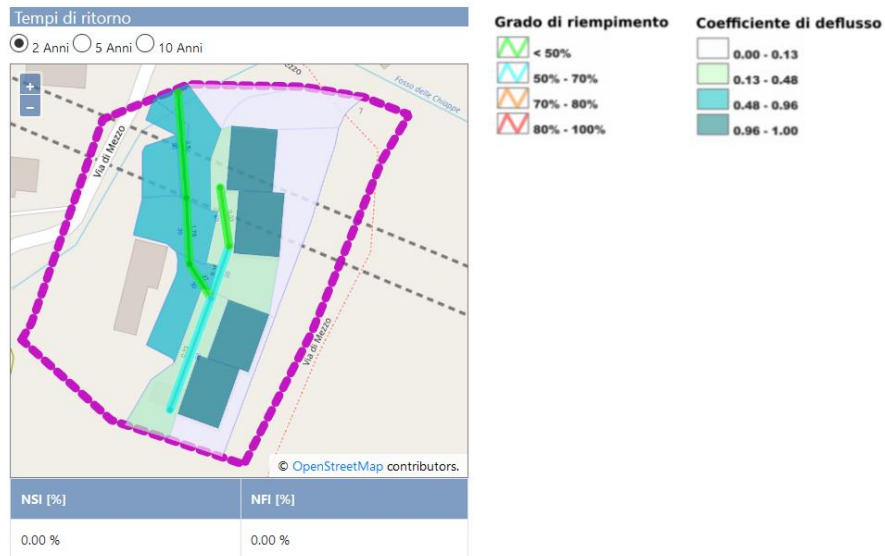 Tempi di ritorno
2 Anni 5 Anni 10 Anni
+
−
Fosso delle Chiappe
Via di Mezzo
Via di Mezzo
© OpenStreetMap contributors.
NSI [%] NFI [%]
0.00 % 0.00 %
Grado di riempimento
< 50%
50% - 70%
70% - 80%
80% - 100%
Coefficiente di deflusso
0.00 - 0.13
0.13 - 0.48
0.48 - 0.96
0.96 - 1.00